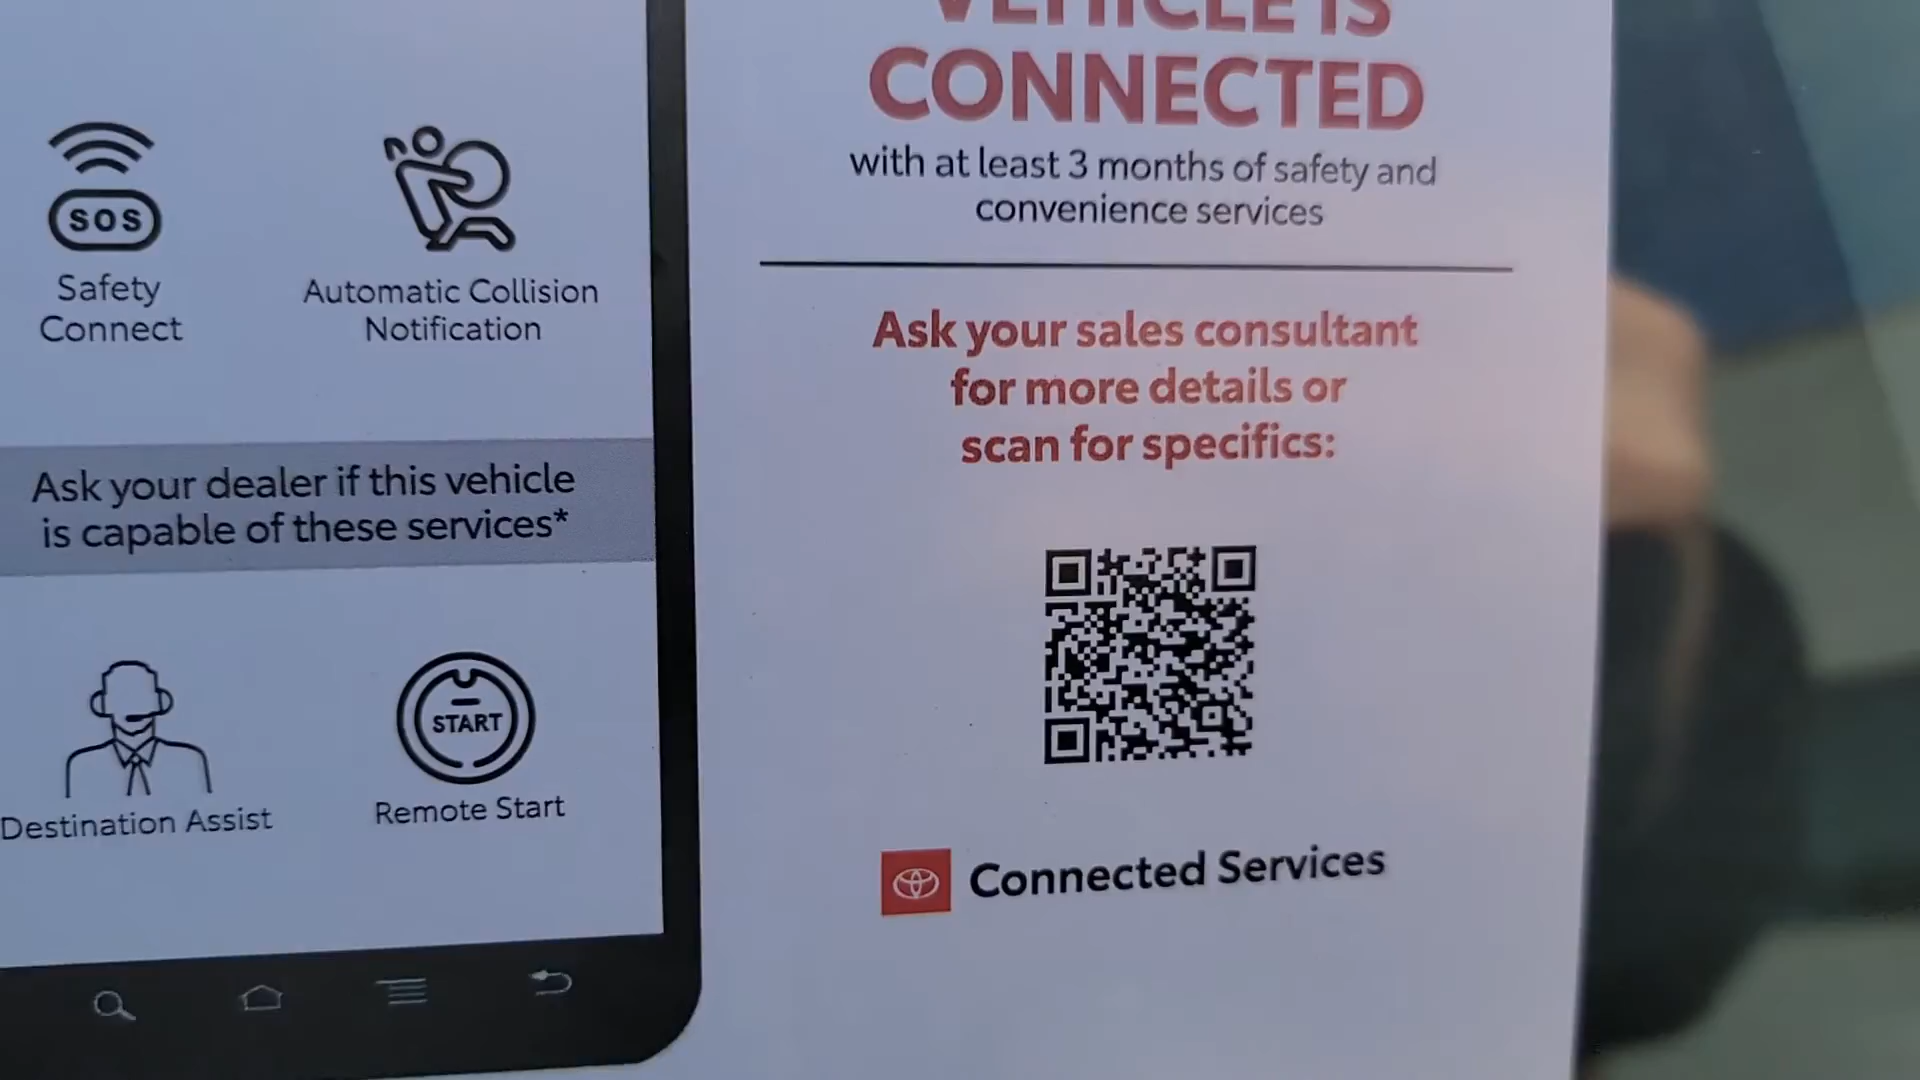 SOS
Safety
Connect
Automatic Collision
Notification
Ask your dealer if this vehicle
is capable of these services*
Destination Assist
START
Remote Start
VEHICLE IS
CONNECTED
with at least 3 months of safety and
convenience services
Ask your sales consultant
for more details or
scan for specifics:
Connected Services